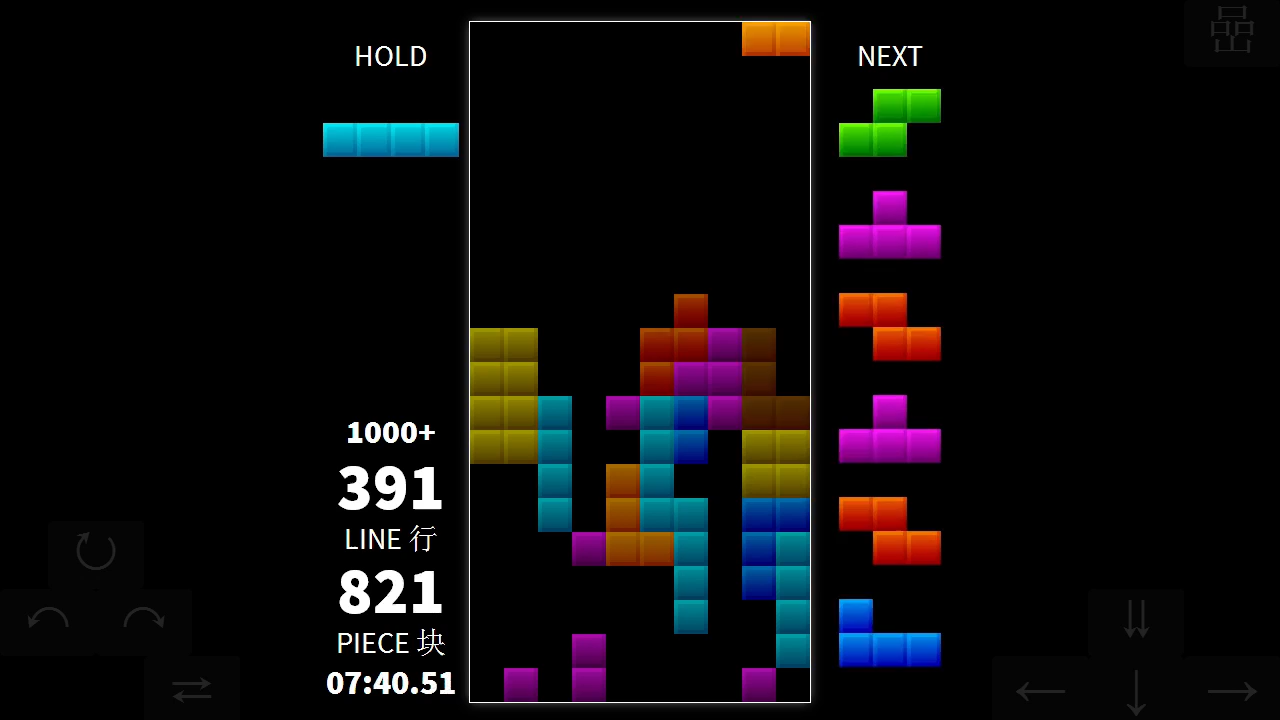 HOLD
NEXT
1000+
391
LINE 行
821
PIECE 块
07:40.51